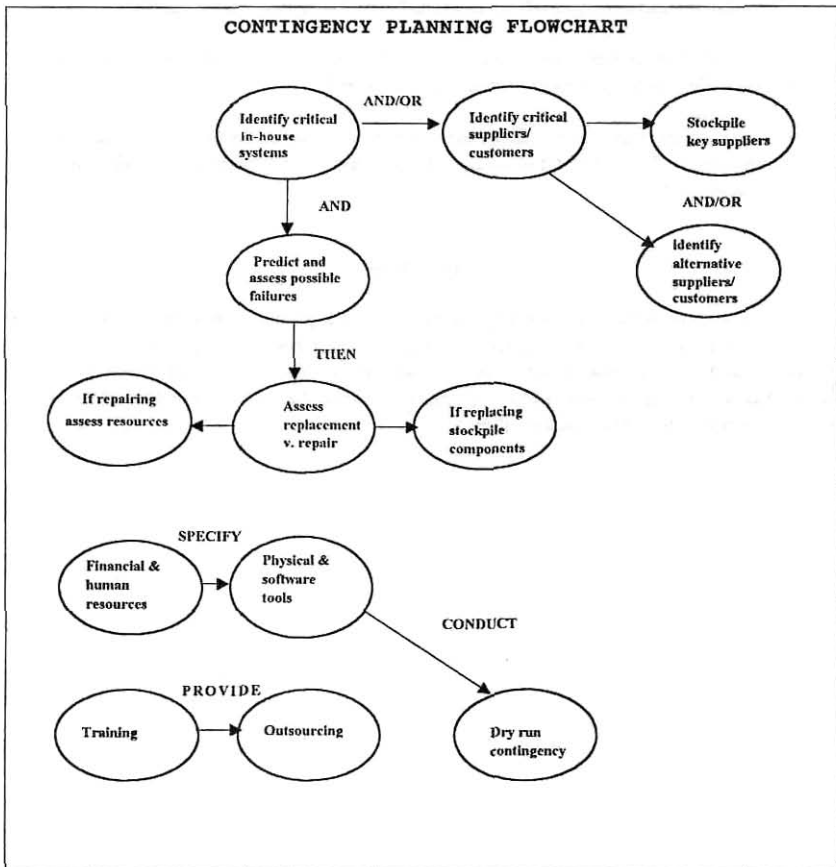 CONTINGENCY PLANNING FLOWCHART
Identify critical
in-house
systems
AND/OR
Identify critical
suppliers/
customers
Stockpile
key suppliers
AND
AND/OR
Predict and
assess possible
failures
Identify
alternative
suppliers/
customers
THEN
If repairing
assess resources
Assess
replacement
v. repair
If replacing
stockpile
components
SPECIFY
Financial &
human
resources
Physical &
software
tools
CONDUCT
PROVIDE
Training
Outsourcing
Dry run
contingency